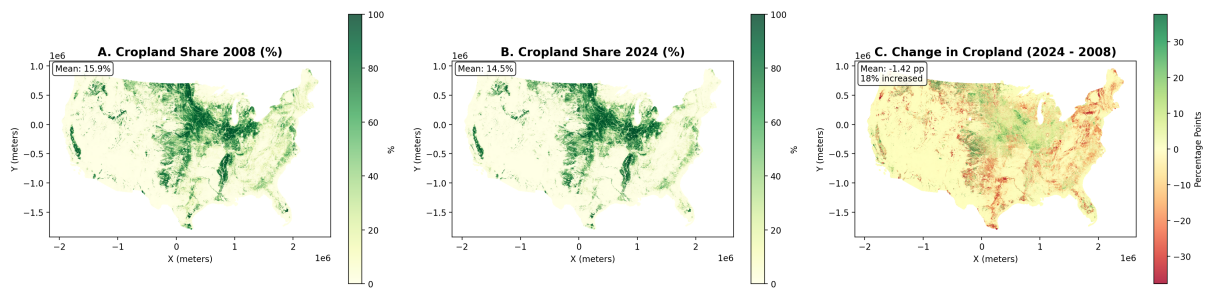 A. Cropland Share 2008 (%)
1e6
Mean: 15.9%
1.0
0.5
0.0
−0.5
−1.0
−1.5
Y (meters)
−2
−1
0
1
2
X (meters)
1e6
100
80
60
40
20
0
%
B. Cropland Share 2024 (%)
1e6
Mean: 14.5%
1.0
0.5
0.0
−0.5
−1.0
−1.5
Y (meters)
−2
−1
0
1
2
X (meters)
1e6
100
80
60
40
20
0
%
C. Change in Cropland (2024 - 2008)
1e6
Mean: -1.42 pp
18% increased
1.0
0.5
0.0
−0.5
−1.0
−1.5
Y (meters)
−2
−1
0
1
2
X (meters)
1e6
30
20
10
0
−10
−20
−30
Percentage Points